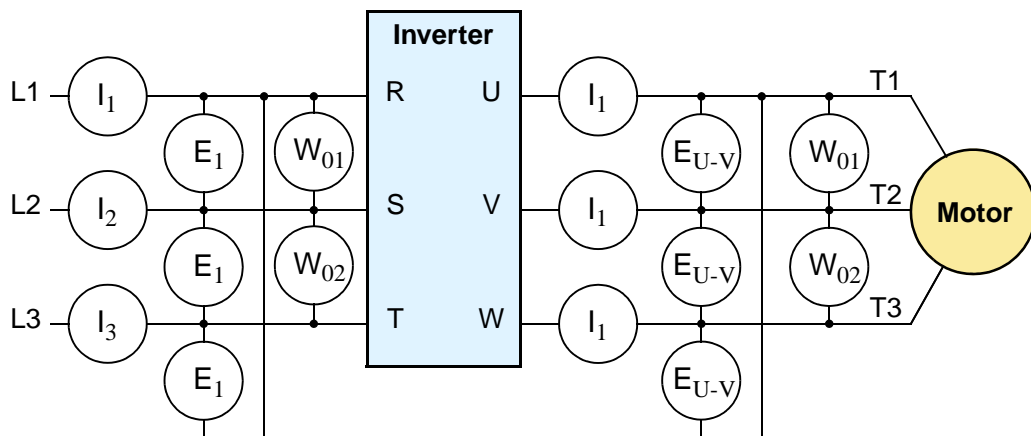 Inverter
L1 I1 R U I1 T1
E1 W01 EU-V W01
L2 I2 S V I1 T2 Motor
E1 W02 EU-V W02
L3 I3 T W I1 T3
E1 EU-V